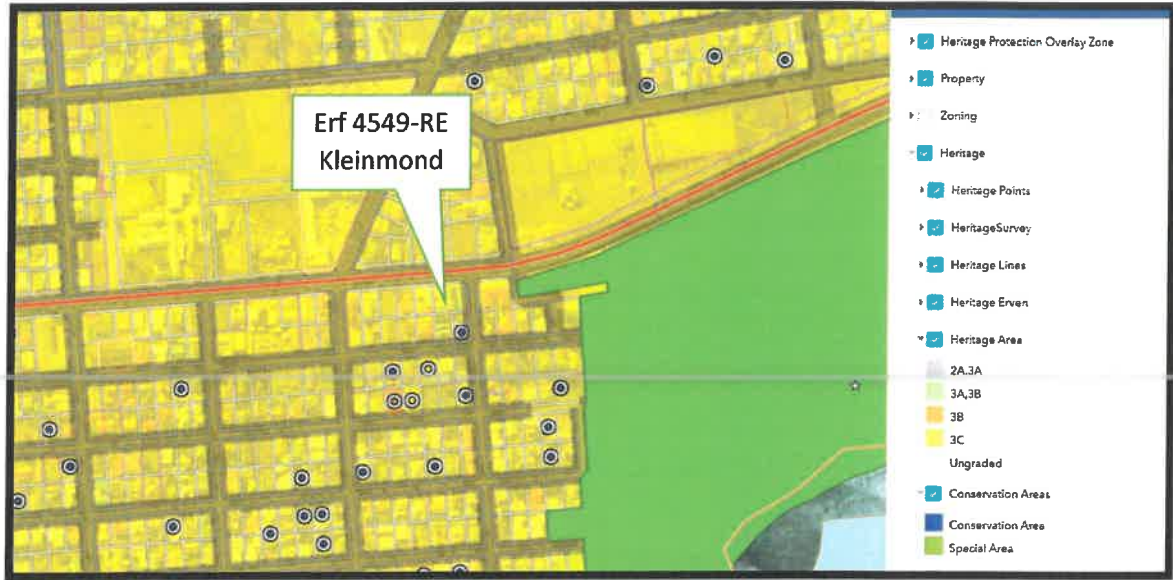 Erf 4549-RE
Kleinmond
Heritage Protection Overlay Zone
Property
Zoning
Heritage
Heritage Points
HeritageSurvey
Heritage Lines
Heritage Erven
Heritage Area
2A.3A
3A,3B
3B
3C
Ungraded
Conservation Areas
Conservation Area
Special Area